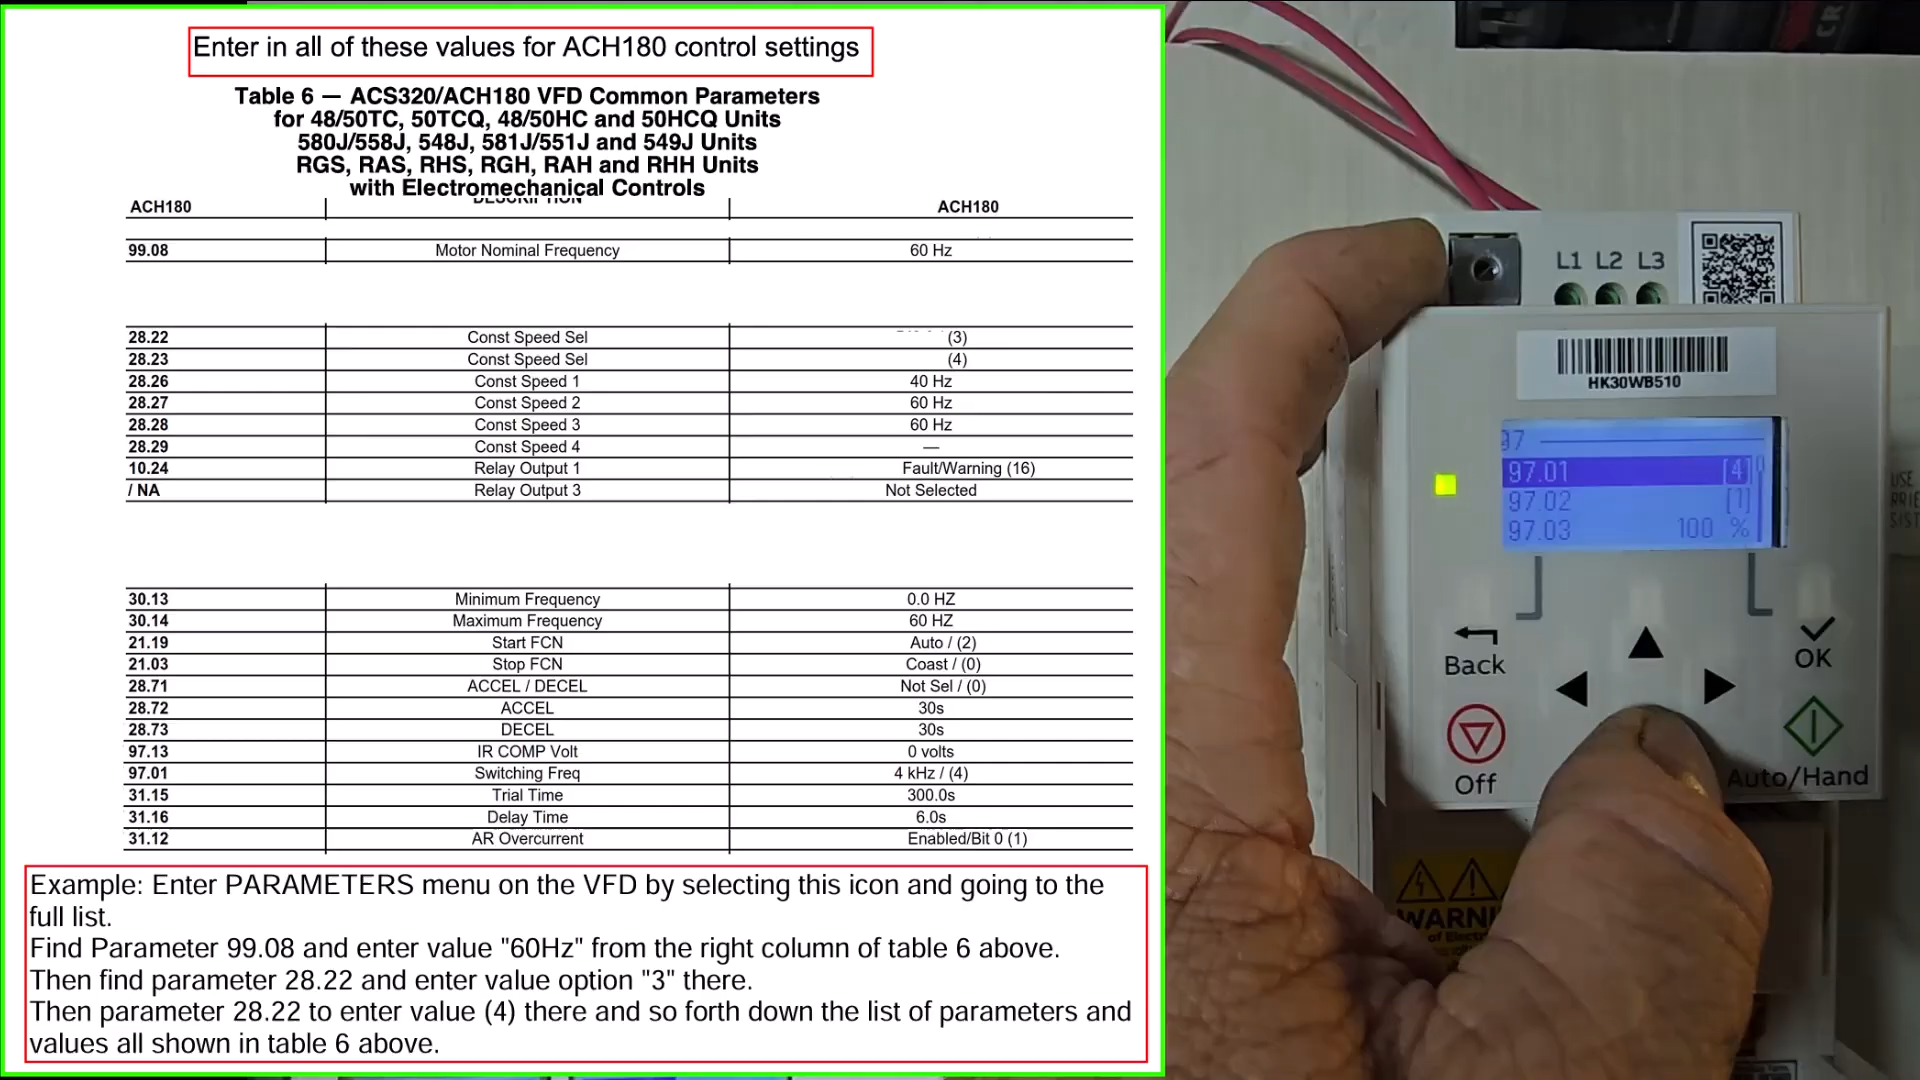 Enter in all of these values for ACH180 control settings
Table 6 — ACS320/ACH180 VFD Common Parameters
for 48/50TC, 50TCQ, 48/50HC and 50HCQ Units
580J/558J, 548J, 581J/551J and 549J Units
RGS, RAS, RHS, RGH, RAH and RHH Units
with Electromechanical Controls
ACH180 DESCRIPTION ACH180
99.08 Motor Nominal Frequency 60 Hz
28.22 Const Speed Sel (3)
28.23 Const Speed Sel (4)
28.26 Const Speed 1 40 Hz
28.27 Const Speed 2 60 Hz
28.28 Const Speed 3 60 Hz
28.29 Const Speed 4 —
10.24 Relay Output 1 Fault/Warning (16)
/ NA Relay Output 3 Not Selected
30.13 Minimum Frequency 0.0 HZ
30.14 Maximum Frequency 60 HZ
21.19 Start FCN Auto / (2)
21.03 Stop FCN Coast / (0)
28.71 ACCEL / DECEL Not Sel / (0)
28.72 ACCEL 30s
28.73 DECEL 30s
97.13 IR COMP Volt 0 volts
97.01 Switching Freq 4 kHz / (4)
31.15 Trial Time 300.0s
31.16 Delay Time 6.0s
31.12 AR Overcurrent Enabled/Bit 0 (1)
Example: Enter PARAMETERS menu on the VFD by selecting this icon and going to the
full list.
Find Parameter 99.08 and enter value "60Hz" from the right column of table 6 above.
Then find parameter 28.22 and enter value option "3" there.
Then parameter 28.22 to enter value (4) there and so forth down the list of parameters and
values all shown in table 6 above.
CR
L1 L2 L3
HK30WB510
97
97.01 [4]
97.02 [1]
97.03 100 %
USE
Back
OK
Off
Auto/Hand
WARNI
of Electr